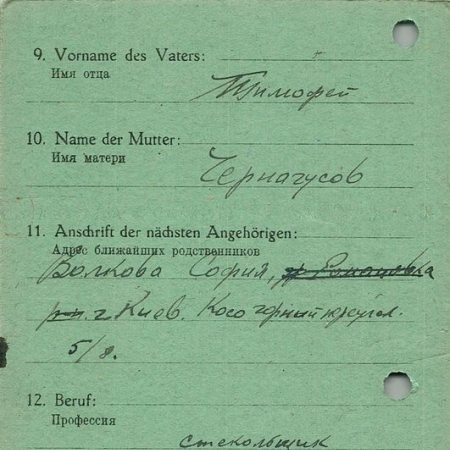 9. Vorname des Vaters:
Имя отца
Тимофей
10. Name der Mutter:
Имя матери
Чернагусов
11. Anschrift der nächsten Angehörigen:
Адрес ближайших родственников
Волкова София,
г Киев. Косогорный
5/8.
12. Beruf:
Профессия
стекольщик